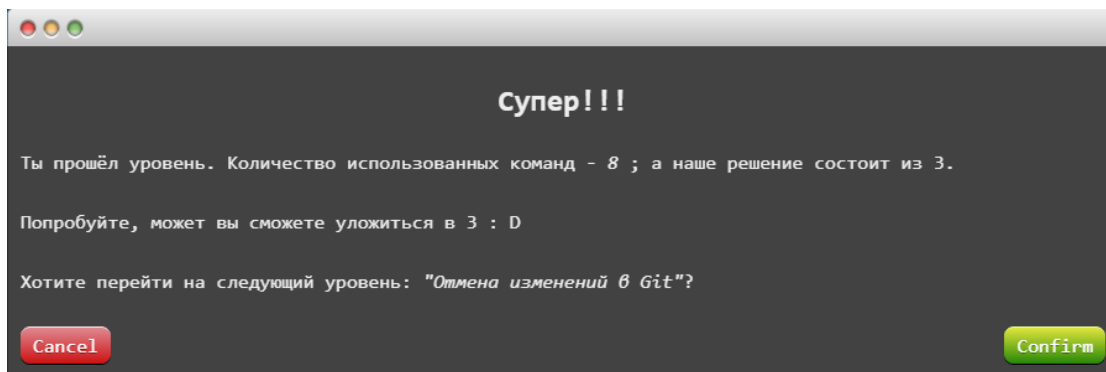 Супер!!!
Ты прошёл уровень. Количество использованных команд - 8 ; а наше решение состоит из 3.
Попробуйте, может вы сможете уложиться в 3 : D
Хотите перейти на следующий уровень: "Отмена изменений в Git"?
Cancel
Confirm